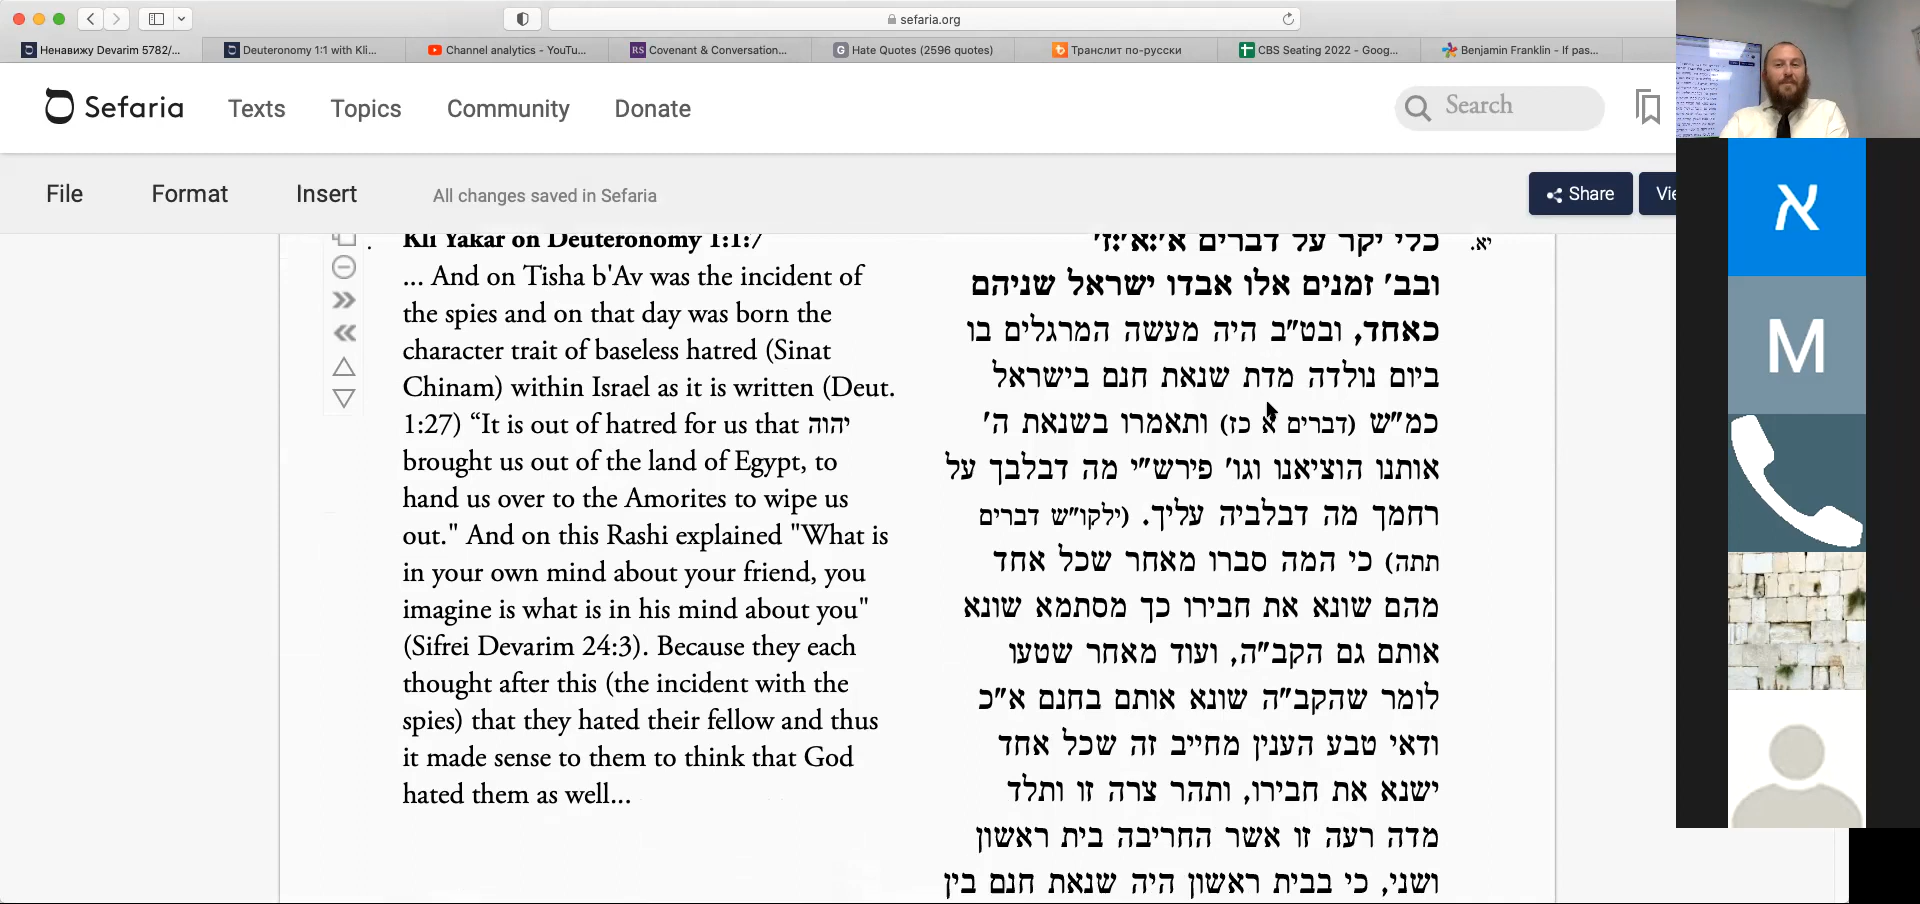 sefaria.org
Ненавижу Devarim 5782/...
Deuteronomy 1:1 with Kli...
Channel analytics - YouTu...
RS Covenant & Conversation...
G Hate Quotes (2596 quotes)
Транслит по-русски
CBS Seating 2022 - Goog...
Benjamin Franklin - If pas...
Sefaria Texts Topics Community Donate
Search
File Format Insert All changes saved in Sefaria
Share
Vie
Kli Yakar on Deuteronomy 1:1:7
... And on Tisha b'Av was the incident of
the spies and on that day was born the
character trait of baseless hatred (Sinat
Chinam) within Israel as it is written (Deut.
1:27) “It is out of hatred for us that יהוה
brought us out of the land of Egypt, to
hand us over to the Amorites to wipe us
out." And on this Rashi explained "What is
in your own mind about your friend, you
imagine is what is in his mind about you"
(Sifrei Devarim 24:3). Because they each
thought after this (the incident with the
spies) that they hated their fellow and thus
it made sense to them to think that God
hated them as well...
יא.
כלי יקר על דברים א׳:א׳:ז׳
ובב' זמנים אלו אבדו ישראל שניהם
כאחד, ובט"ב היה מעשה המרגלים בו
ביום נולדה מדת שנאת חנם בישראל
כמ"ש (דברים א כז) ותאמרו בשנאת ה'
אותנו הוציאנו וגו' פירש"י מה דבלבך על
רחמך מה דבלביה עליך. (ילקו"ש דברים
תתה) כי המה סברו מאחר שכל אחד
מהם שונא את חבירו כך מסתמא שונא
אותם גם הקב"ה, ועוד מאחר שטעו
לומר שהקב"ה שונא אותם בחנם א"כ
ודאי טבע הענין מחייב זה שכל אחד
ישנא את חבירו, ותהר צרה זו ותלד
מדה רעה זו אשר החריבה בית ראשון
ושני, כי בבית ראשון היה שנאת חנם בין
א
M